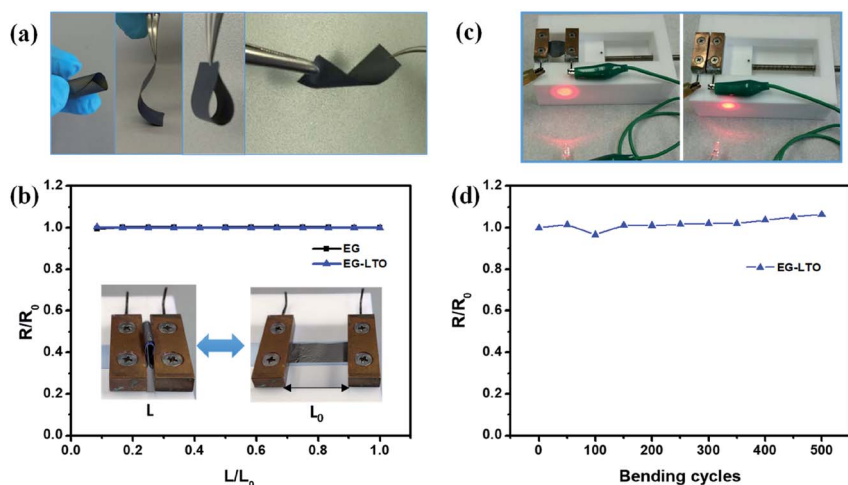 (a)
(c)
(b)
1.2
1.0
0.8
0.6
0.4
0.2
0.0
R/R0
EG
EG-LTO
L
L0
0.0 0.2 0.4 0.6 0.8 1.0
L/L0
(d)
1.2
1.0
0.8
0.6
0.4
0.2
0.0
R/R0
EG-LTO
0 100 200 300 400 500
Bending cycles